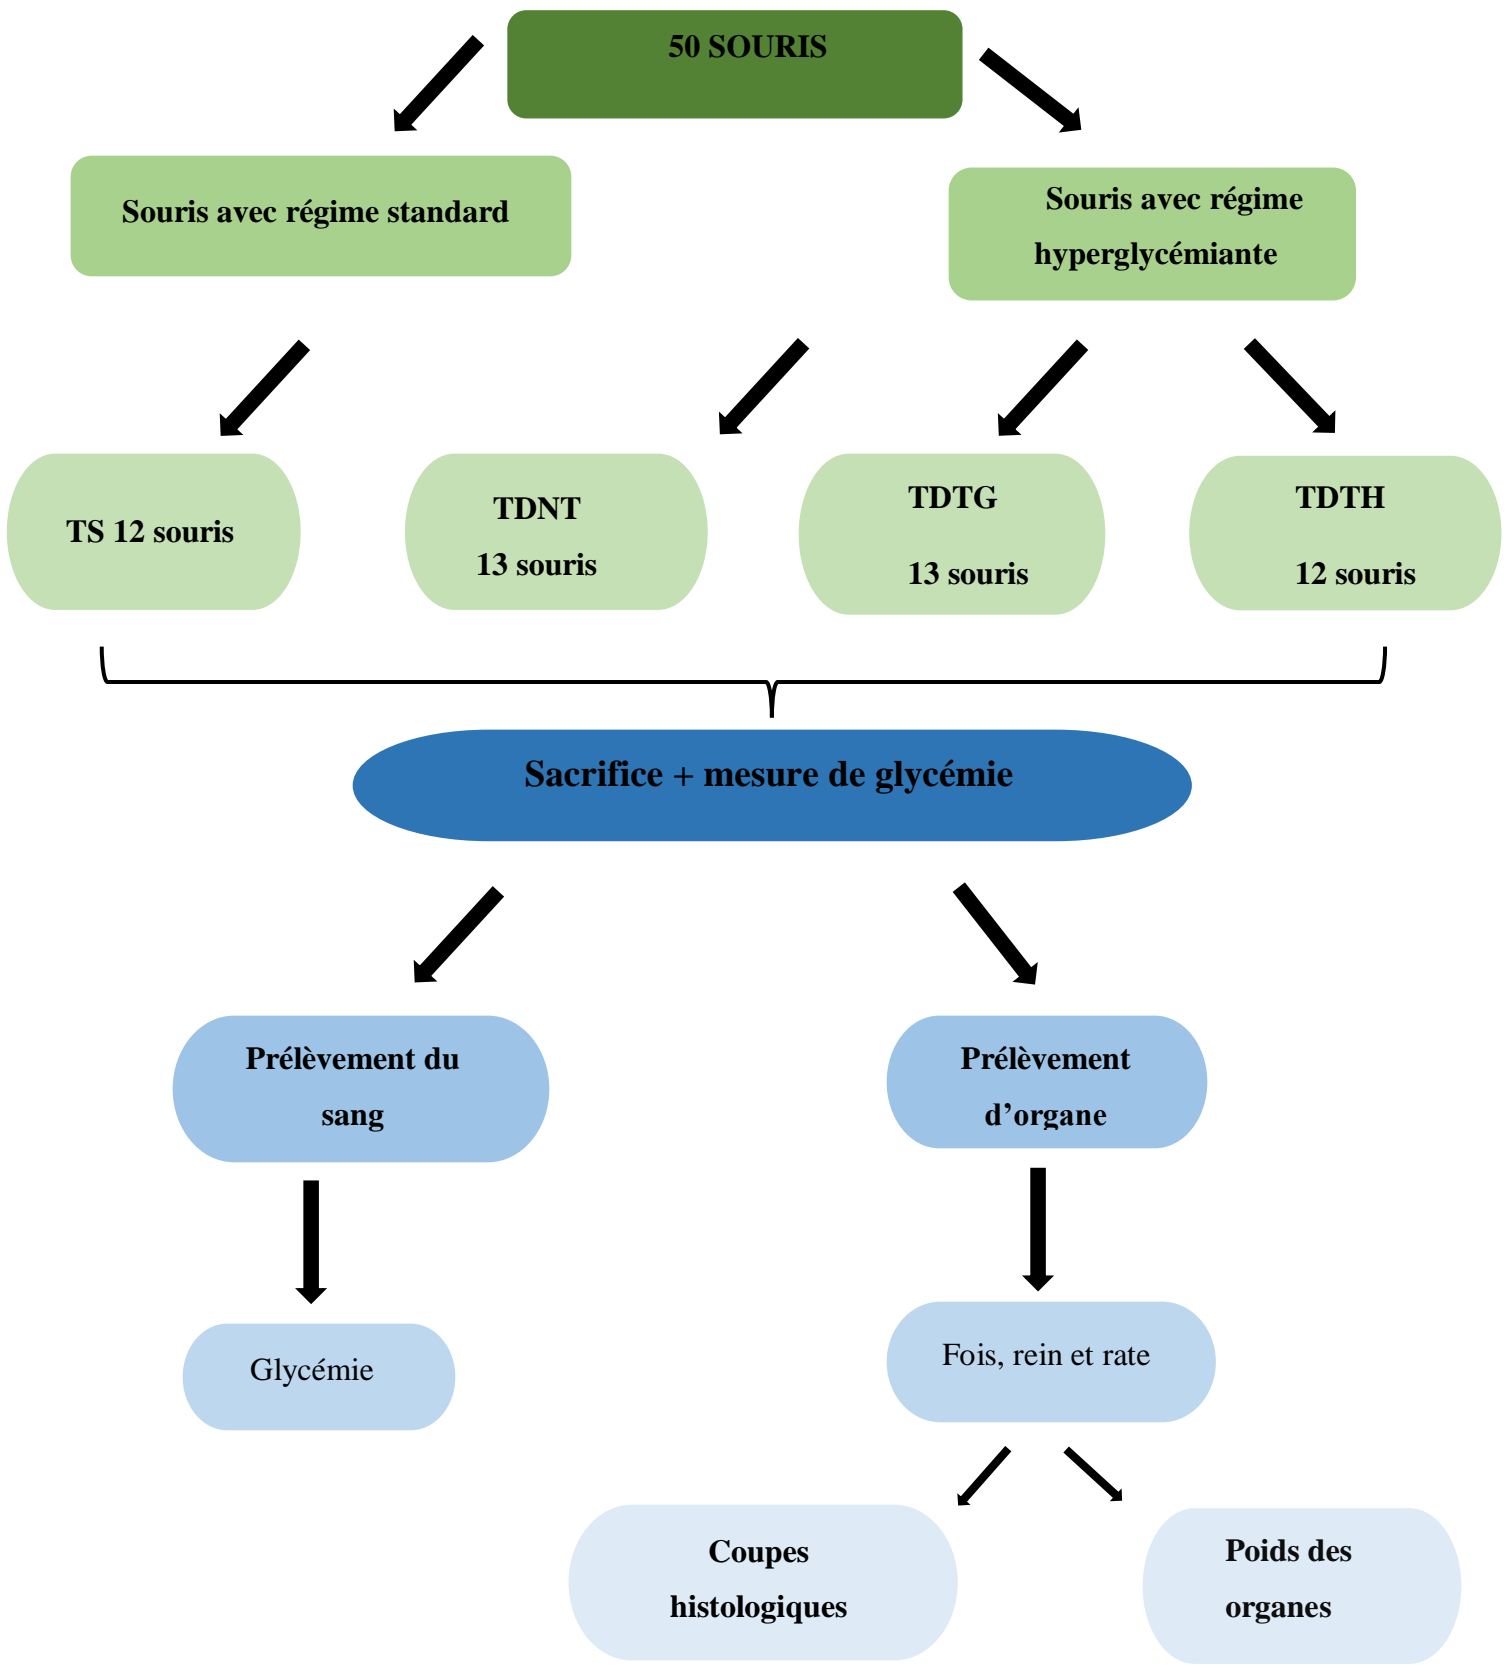 50 SOURIS
Souris avec régime standard
Souris avec régime
hyperglycémiante
TS 12 souris
TDNT
13 souris
TDTG
13 souris
TDTH
12 souris
Sacrifice + mesure de glycémie
Prélèvement du
sang
Prélèvement
d’organe
Glycémie
Fois, rein et rate
Coupes
histologiques
Poids des
organes